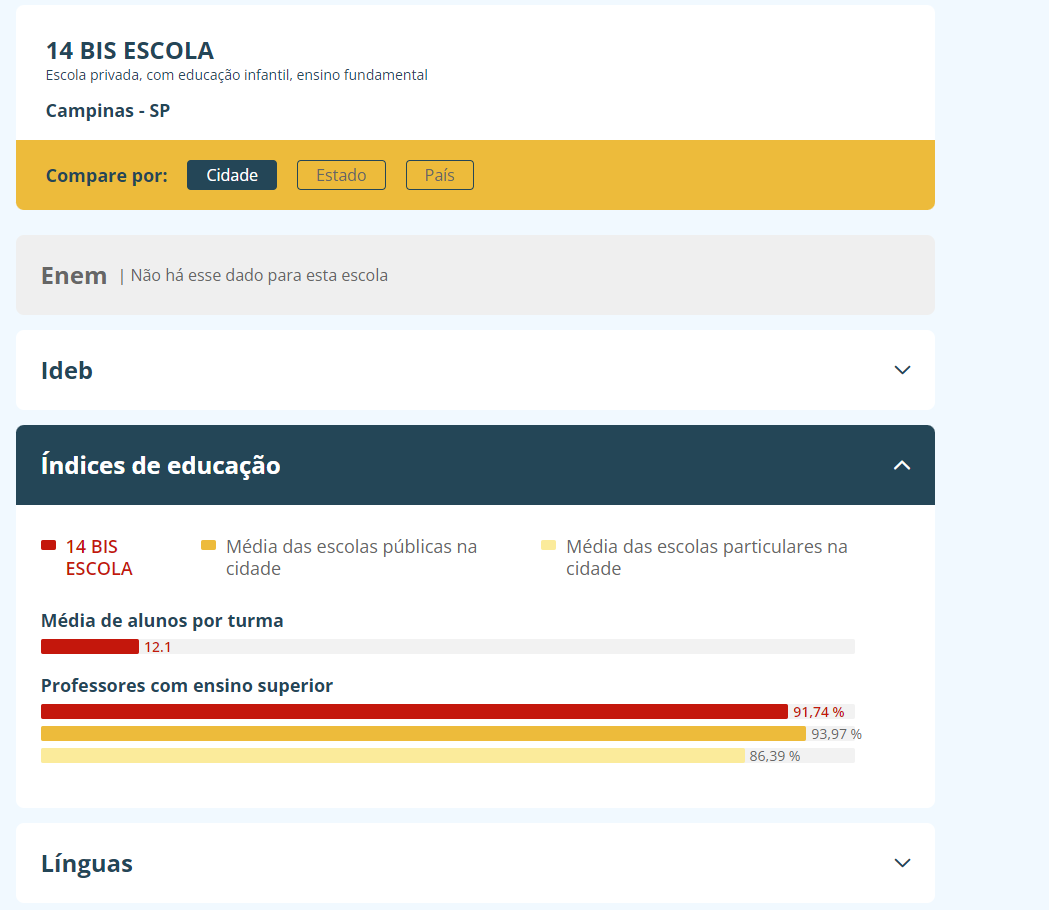 14 BIS ESCOLA
Escola privada, com educação infantil, ensino fundamental
Campinas - SP
Compare por: Cidade Estado País
Enem | Não há esse dado para esta escola
Ideb
Índices de educação
14 BIS
ESCOLA
Média das escolas públicas na
cidade
Média das escolas particulares na
cidade
Média de alunos por turma
12.1
Professores com ensino superior
91,74 %
93,97 %
86,39 %
Línguas